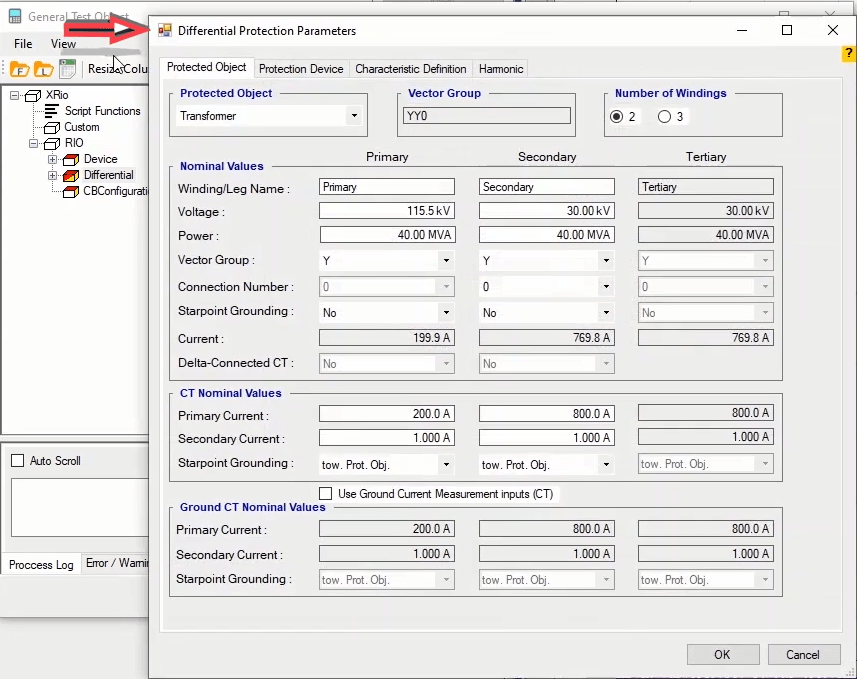 General Test Object
Differential Protection Parameters
File View
?
Resize Colu
Protected Object Protection Device Characteristic Definition Harmonic
XRio
Script Functions
Custom
RIO
Device
Differential
CBConfigurati
Protected Object Vector Group Number of Windings
Transformer YY0 2 3
Primary Secondary Tertiary
Nominal Values
Winding/Leg Name : Primary Secondary Tertiary
Voltage : 115.5 kV 30.00 kV 30.00 kV
Power : 40.00 MVA 40.00 MVA 40.00 MVA
Vector Group : Y Y Y
Connection Number : 0 0 0
Starpoint Grounding : No No No
Current : 199.9 A 769.8 A 769.8 A
Delta-Connected CT : No No
CT Nominal Values
Primary Current : 200.0 A 800.0 A 800.0 A
Secondary Current : 1.000 A 1.000 A 1.000 A
Starpoint Grounding : tow. Prot. Obj. tow. Prot. Obj. tow. Prot. Obj.
Use Ground Current Measurement inputs (CT)
Ground CT Nominal Values
Primary Current : 200.0 A 800.0 A 800.0 A
Secondary Current : 1.000 A 1.000 A 1.000 A
Starpoint Grounding : tow. Prot. Obj. tow. Prot. Obj. tow. Prot. Obj.
Auto Scroll
Proccess Log Error / Warnin
OK Cancel